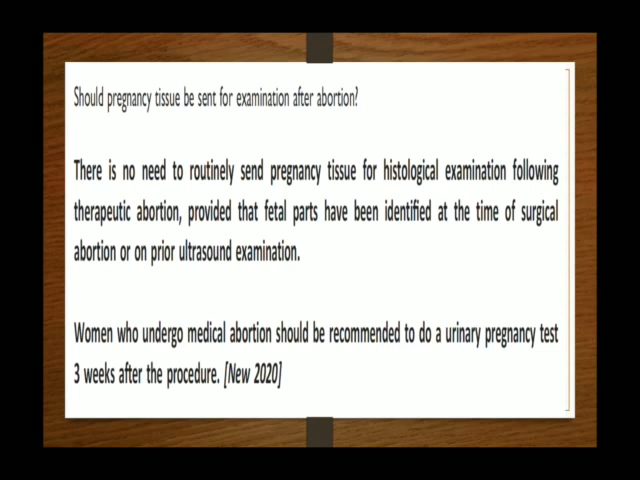 Should pregnancy tissue be sent for examination after abortion?
There is no need to routinely send pregnancy tissue for histological examination following
therapeutic abortion, provided that fetal parts have been identified at the time of surgical
abortion or on prior ultrasound examination.
Women who undergo medical abortion should be recommended to do a urinary pregnancy test
3 weeks after the procedure. [New 2020]